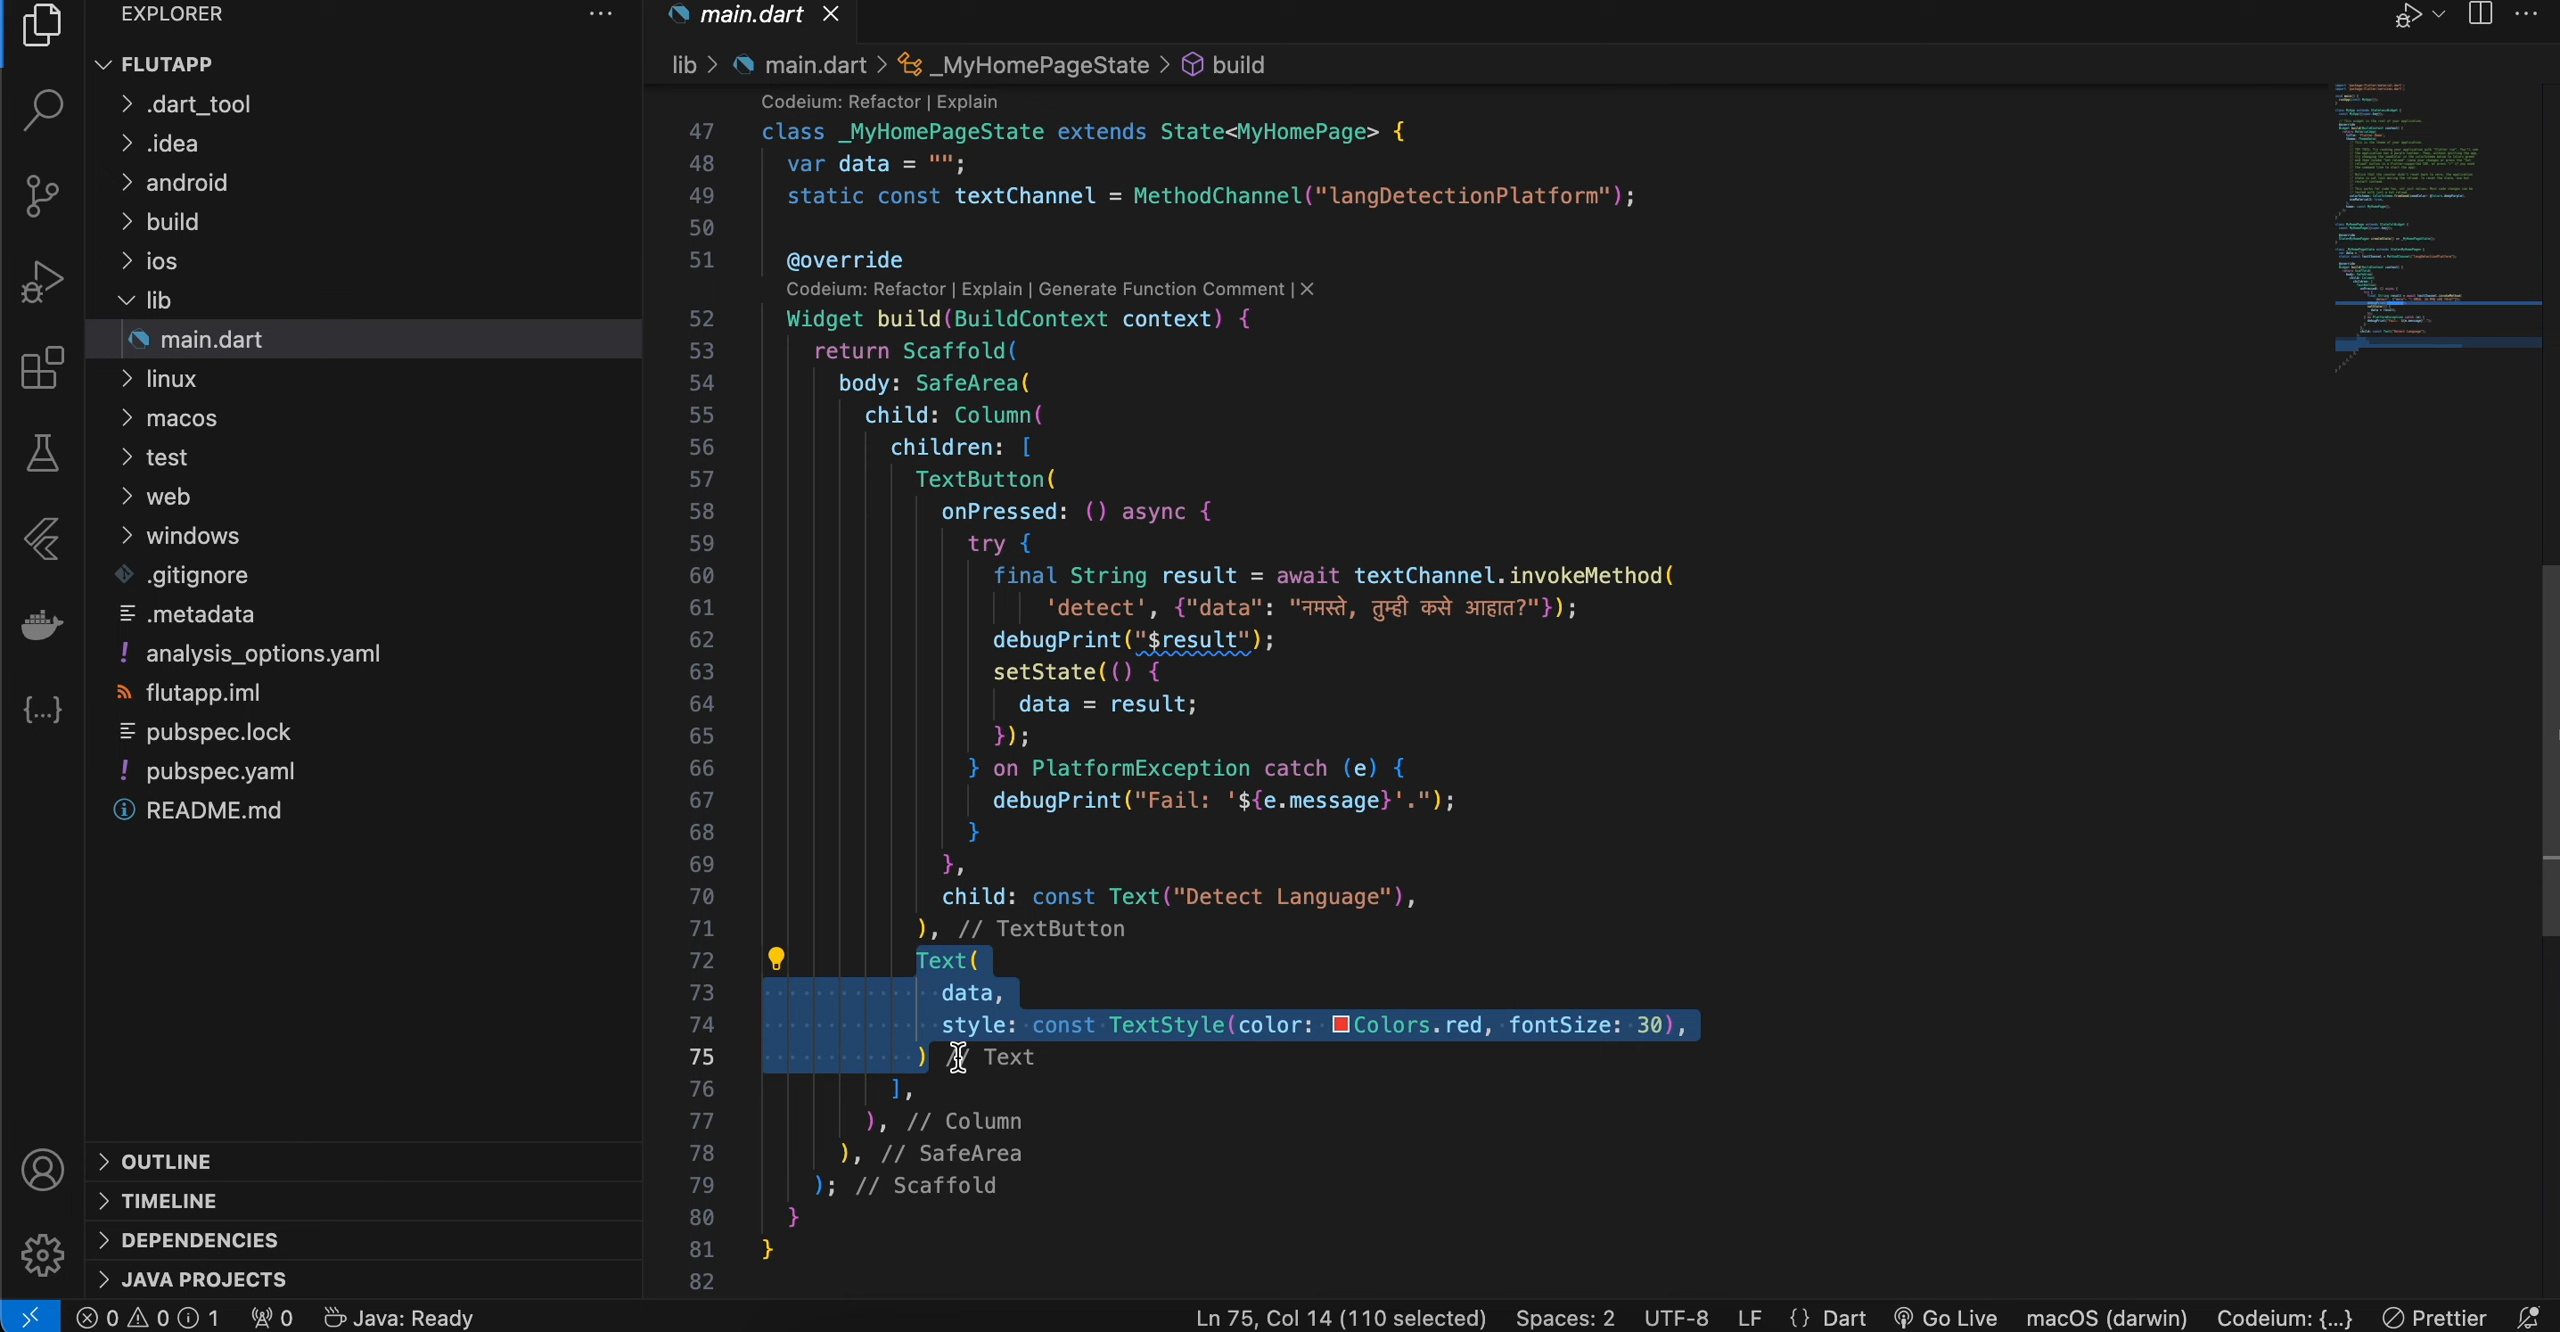 EXPLORER
FLUTAPP
.dart_tool
.idea
android
build
ios
lib
main.dart
linux
macos
test
web
windows
.gitignore
.metadata
analysis_options.yaml
flutapp.iml
pubspec.lock
pubspec.yaml
README.md
OUTLINE
TIMELINE
DEPENDENCIES
JAVA PROJECTS
main.dart
lib > main.dart > _MyHomePageState > build
Codeium: Refactor | Explain
47 class _MyHomePageState extends State<MyHomePage> {
48 var data = "";
49 static const textChannel = MethodChannel("langDetectionPlatform");
50
51 @override
Codeium: Refactor | Explain | Generate Function Comment | X
52 Widget build(BuildContext context) {
53 return Scaffold(
54 body: SafeArea(
55 child: Column(
56 children: [
57 TextButton(
58 onPressed: () async {
59 try {
60 final String result = await textChannel.invokeMethod(
61 'detect', {"data": "नमस्ते, तुम्ही कसे आहात?"});
62 debugPrint("$result");
63 setState(() {
64 data = result;
65 });
66 } on PlatformException catch (e) {
67 debugPrint("Fail: '${e.message}'.");
68 }
69 },
70 child: const Text("Detect Language"),
71 ), // TextButton
72 Text(
73 data,
74 style: const TextStyle(color: Colors.red, fontSize: 30),
75 ) // Text
76 ],
77 ), // Column
78 ), // SafeArea
79 ); // Scaffold
80 }
81 }
82
0 0 1 0 Java: Ready Ln 75, Col 14 (110 selected) Spaces: 2 UTF-8 LF {} Dart Go Live macOS (darwin) Codeium: {...} Prettier